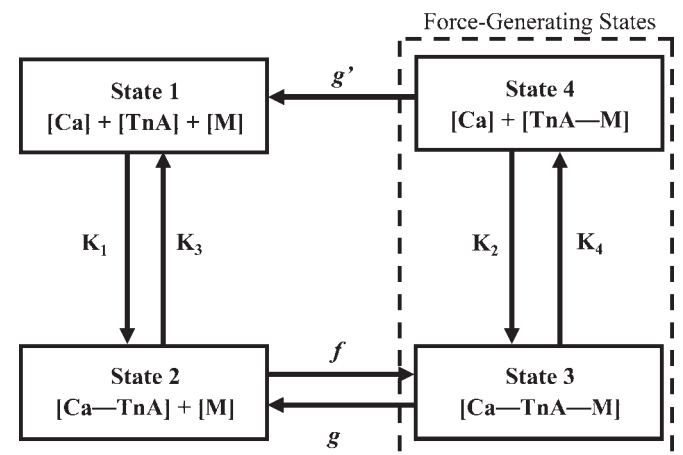 Force-Generating States
State 1
[Ca] + [TnA] + [M]
g’
State 4
[Ca] + [TnA—M]
K₁
K₃
K₂
K₄
State 2
[Ca—TnA] + [M]
f
g
State 3
[Ca—TnA—M]